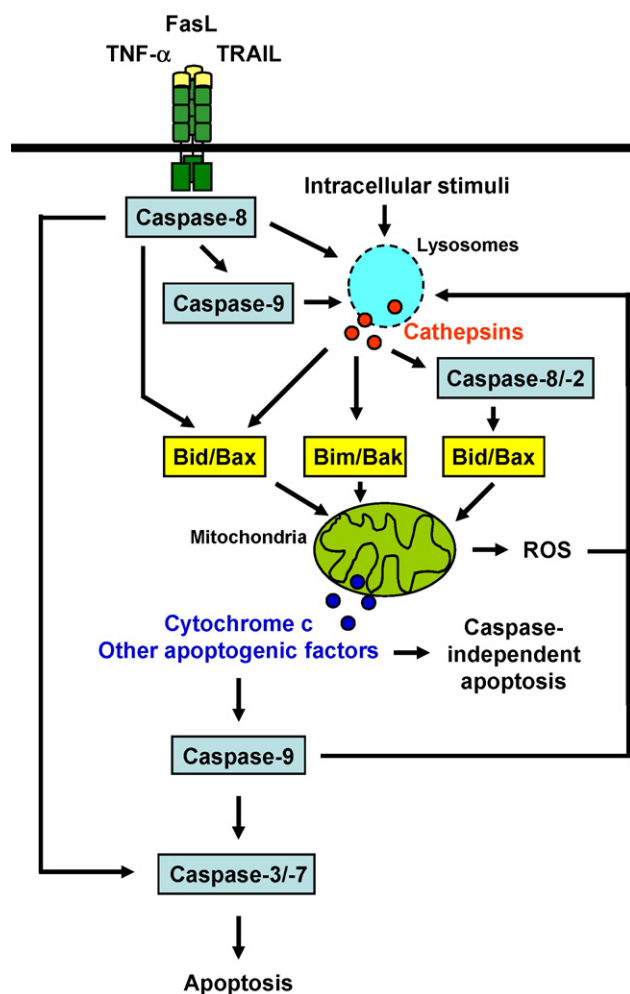 FasL
TNF-α TRAIL
Intracellular stimuli
Caspase-8
Lysosomes
Caspase-9
Cathepsins
Caspase-8/-2
Bid/Bax Bim/Bak Bid/Bax
Mitochondria
ROS
Cytochrome c
Other apoptogenic factors
Caspase-
independent
apoptosis
Caspase-9
Caspase-3/-7
Apoptosis